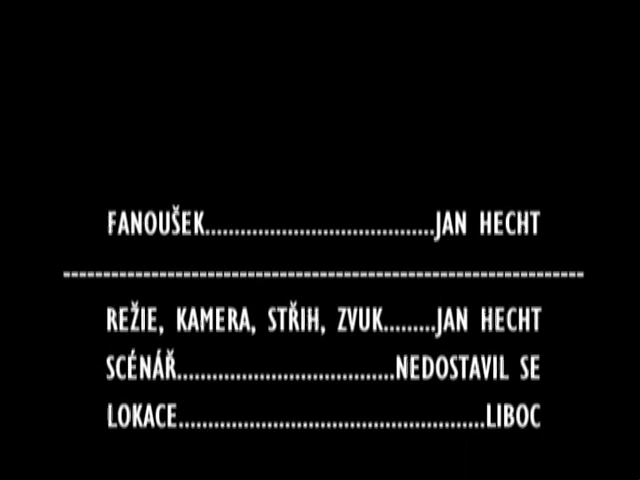 FANOUŠEK.......................................JAN HECHT
-----------------------------------------------------------------
REŽIE, KAMERA, STŘIH, ZVUK.........JAN HECHT
SCÉNÁŘ.....................................NEDOSTAVIL SE
LOKACE....................................................LIBOC